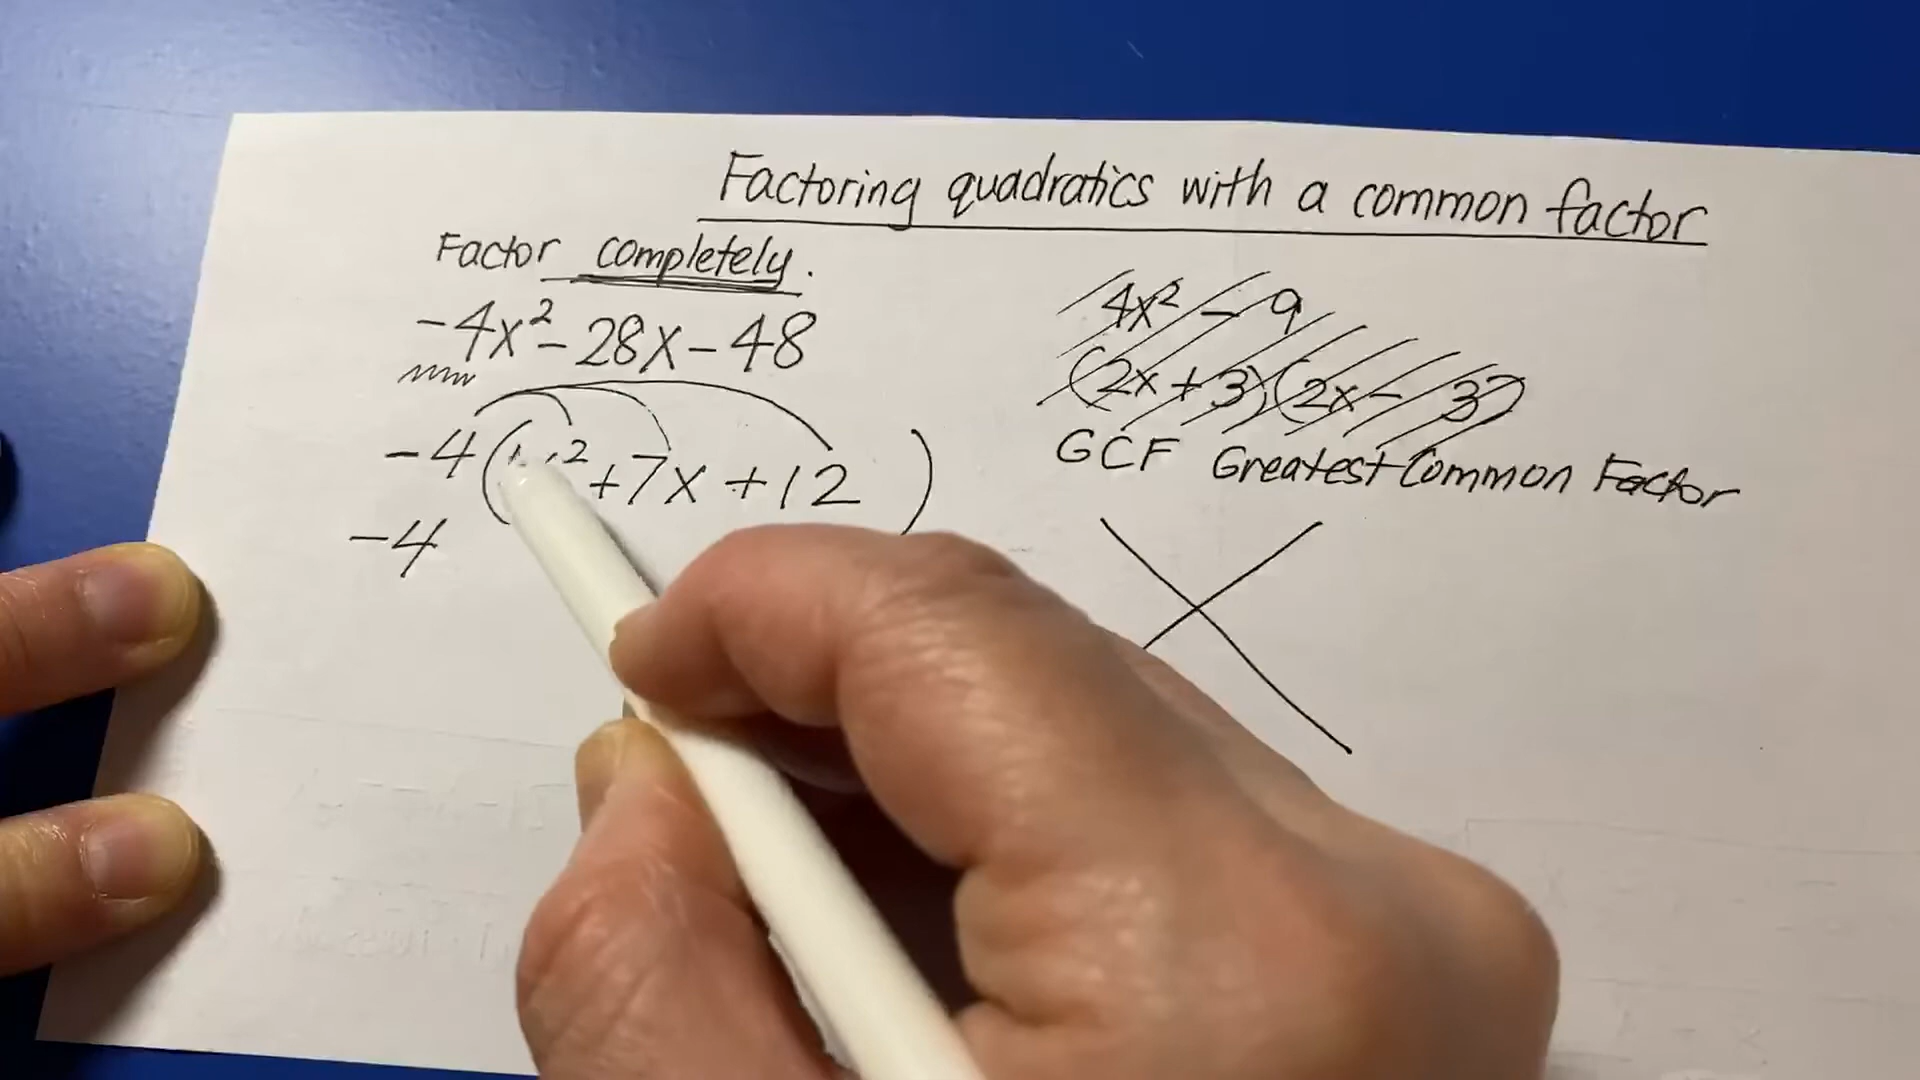 Factoring quadratics with a common factor
Factor completely.
-4x² - 28x - 48
-4( ² +7x +12 )
-4
4x² - 9
(2x + 3)(2x - 3)
GCF Greatest Common Factor